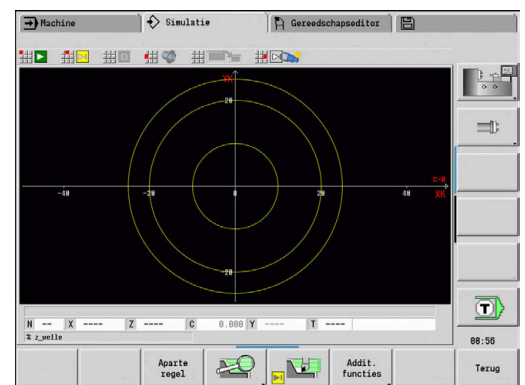 Machine Simulatie Gereedschapseditor
YK
20
G-N
-40 -20 0 20 40 XK
-20
N -- X ---- Z ---- C 0.000 Y ---- T ----
% z_welle
08:56
Aparte regel Addit. functies Terug
T